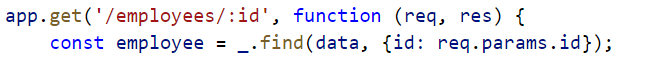 app.get('/employees/:id', function (req, res) {
    const employee = _.find(data, {id: req.params.id});